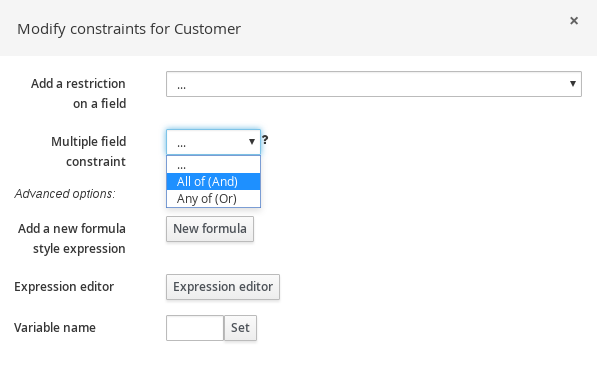 Modify constraints for Customer
×
Add a restriction
on a field
...
Multiple field
constraint
...
?
...
All of (And)
Any of (Or)
Advanced options:
Add a new formula
style expression
New formula
Expression editor
Expression editor
Variable name
Set